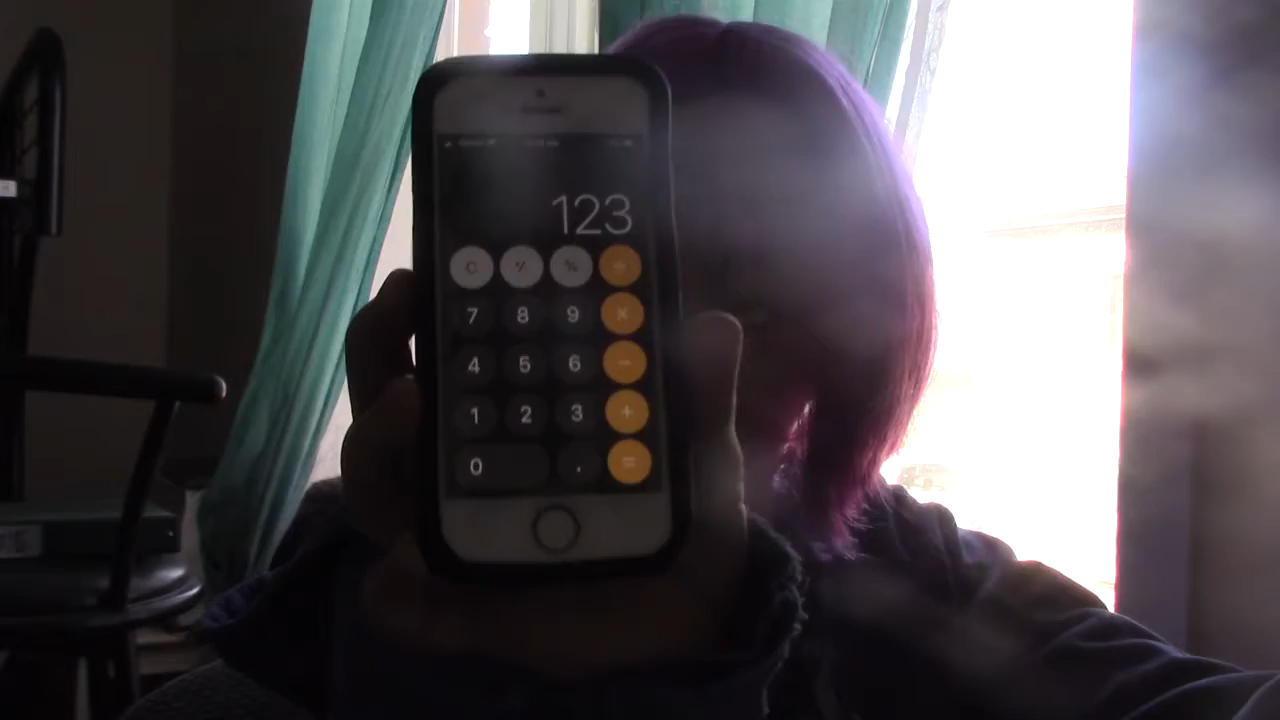 123
C ⁺∕₋ % ÷
7 8 9 ×
4 5 6 −
1 2 3 +
0 . =